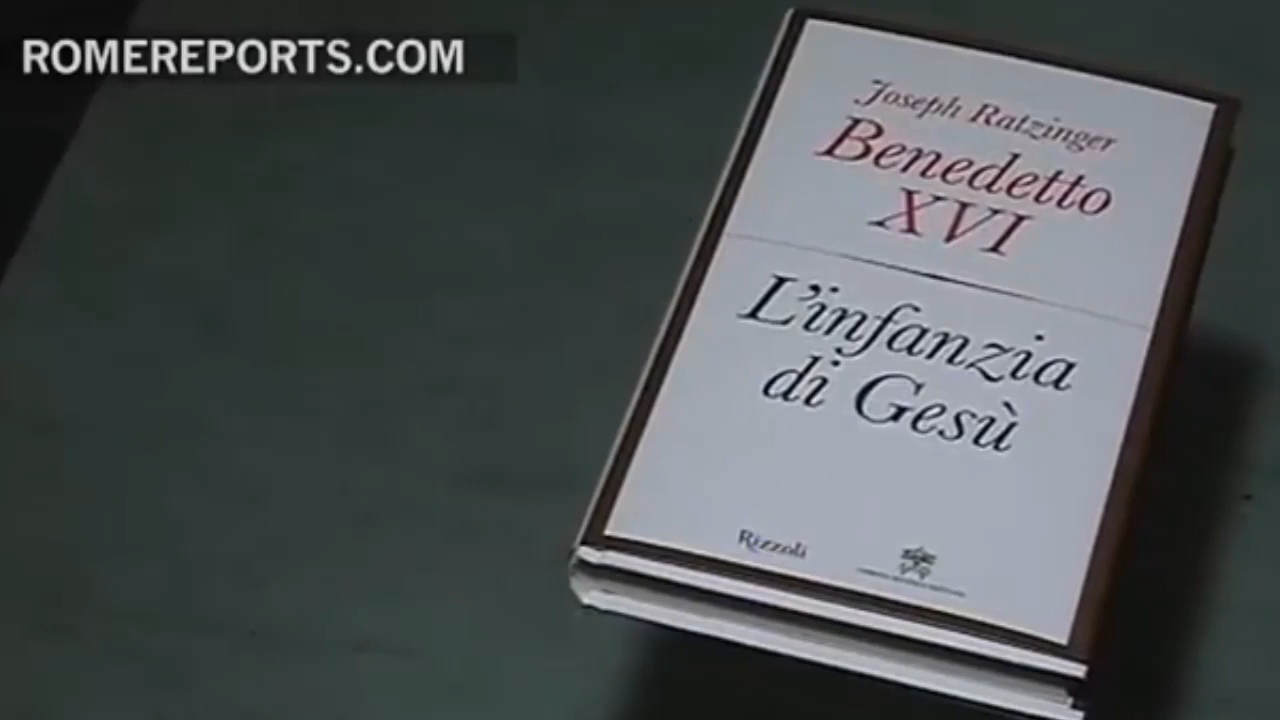 ROMEREPORTS.COM
Joseph Ratzinger
Benedetto
XVI
L'infanzia
di Gesù
Rizzoli